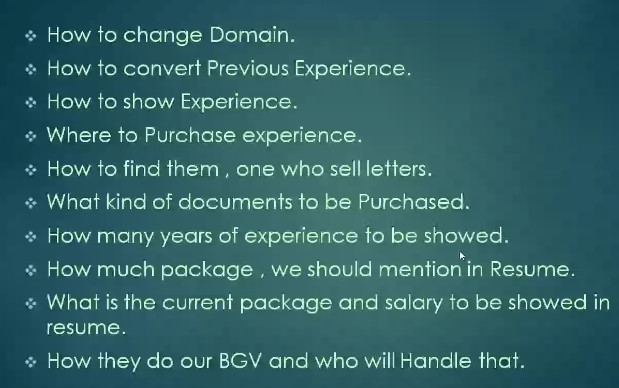 How to change Domain.
How to convert Previous Experience.
How to show Experience.
Where to Purchase experience.
How to find them , one who sell letters.
What kind of documents to be Purchased.
How many years of experience to be showed.
How much package , we should mention in Resume.
What is the current package and salary to be showed in
resume.
How they do our BGV and who will Handle that.